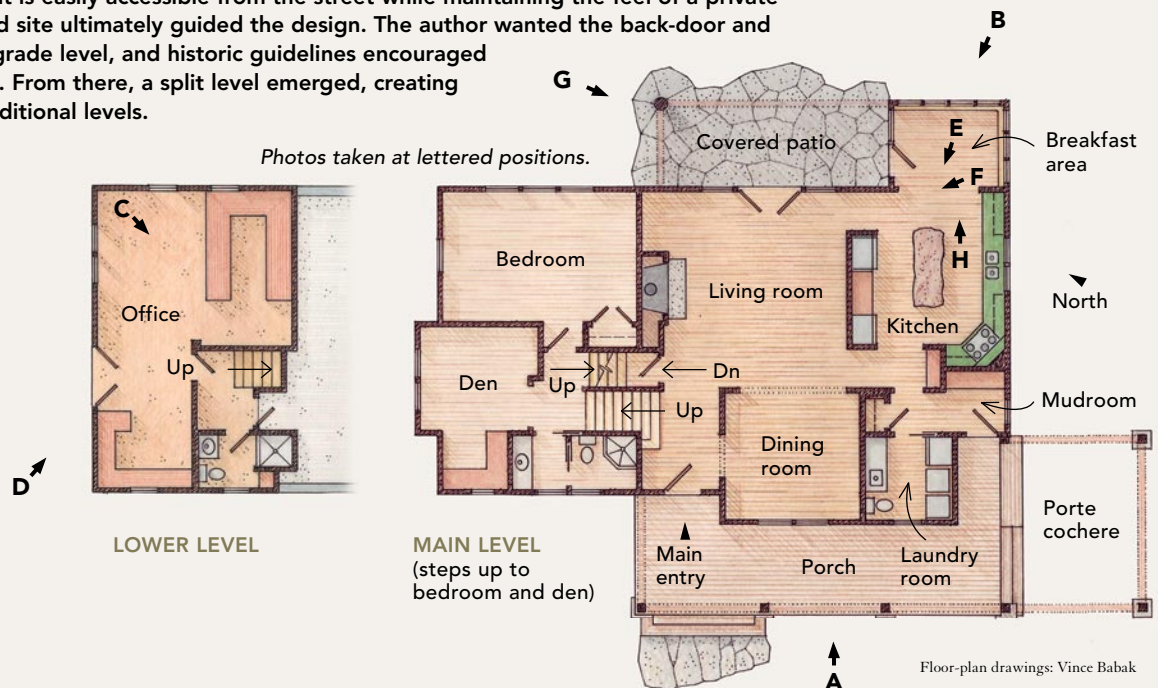 it is easily accessible from the street while maintaining the feel of a private
d site ultimately guided the design. The author wanted the back-door and
grade level, and historic guidelines encouraged
. From there, a split level emerged, creating
ditional levels.
Photos taken at lettered positions.
B
G
Covered patio
E
Breakfast
area
F
C
Bedroom
H
Living room
North
Office
Kitchen
Up
Den
Up
Dn
Up
Mudroom
Dining
room
D
LOWER LEVEL
MAIN LEVEL
(steps up to
bedroom and den)
Main
entry
Porch
Laundry
room
Porte
cochere
A
Floor-plan drawings: Vince Babak